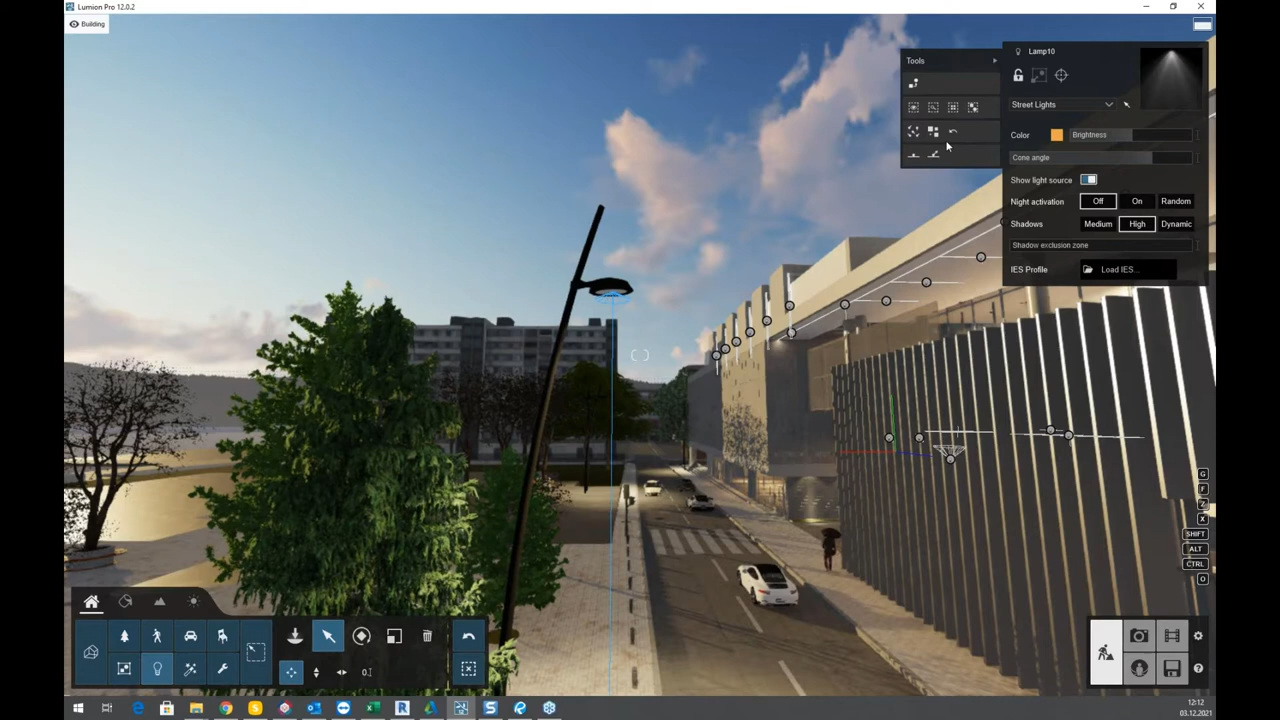 Lumion Pro 12.0.2
Building
Tools
Lamp10
Street Lights
Color
Brightness
Cone angle
Show light source
Night activation
Off
On
Random
Shadows
Medium
High
Dynamic
Shadow exclusion zone
IES Profile
Load IES...
G
F
Z
X
SHIFT
ALT
CTRL
O
12:12
03.12.2021